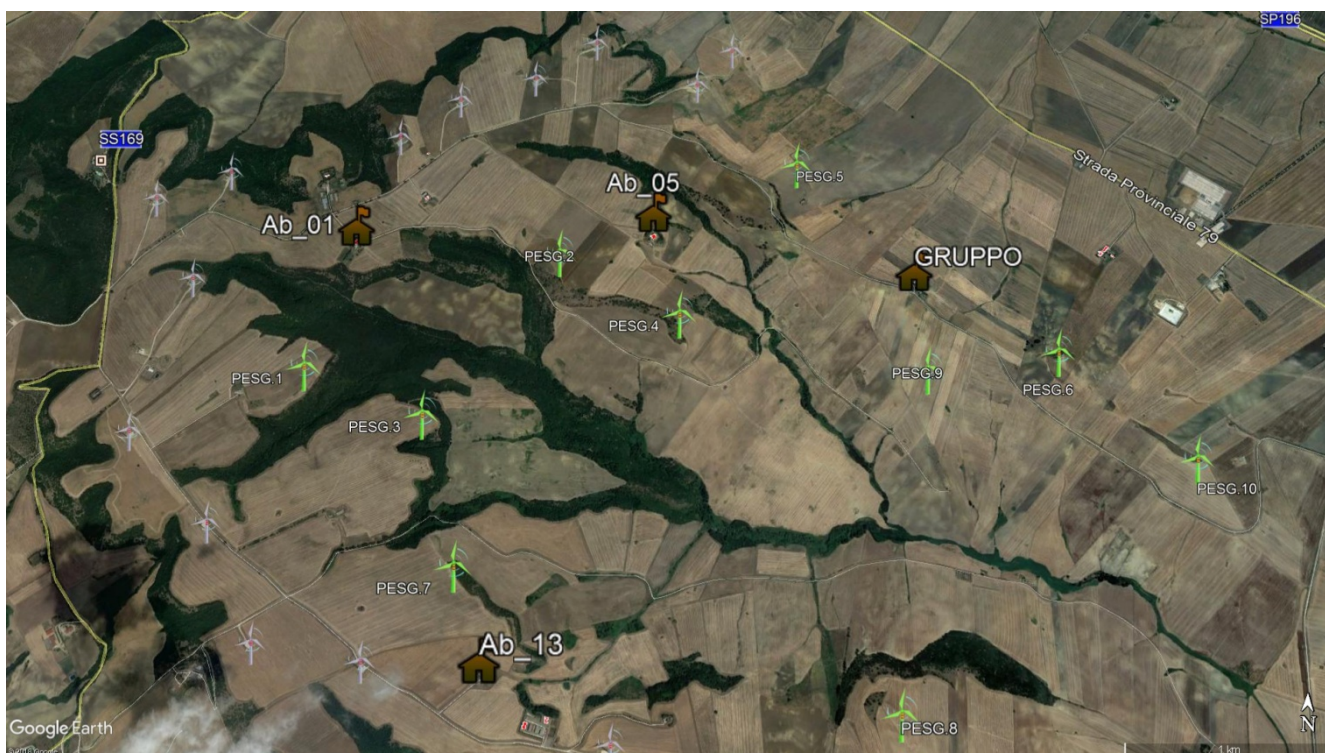 SP196
SS169
Strada-Provinciale 79
PESG.5
Ab_05
Ab_01
PESG.2
GRUPPO
PESG.4
PESG.1
PESG.9
PESG.6
PESG.3
PESG.10
PESG.7
Ab_13
PESG.8
N
Google Earth
1 km